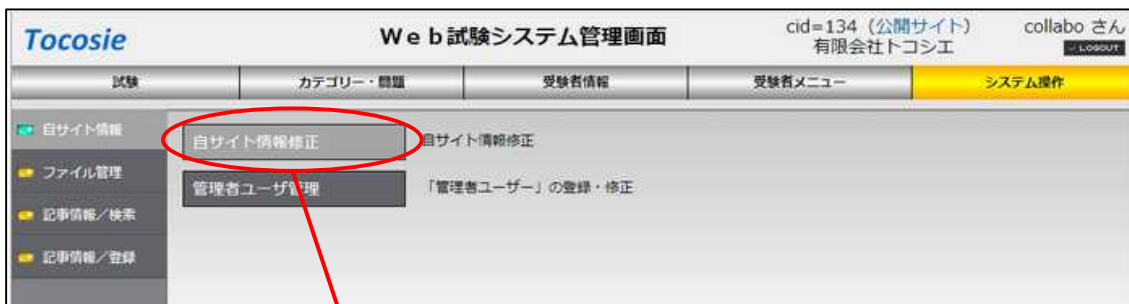 Tocosie
Ｗｅｂ試験システム管理画面
cid=134（公開サイト）
有限会社トコシエ
collabo さん
LOGOUT
試験
カテゴリー・問題
受験者情報
受験者メニュー
システム操作
自サイト情報
ファイル管理
記事情報／検索
記事情報／登録
自サイト情報修正
自サイト情報修正
管理者ユーザ管理
「管理者ユーザー」の登録・修正